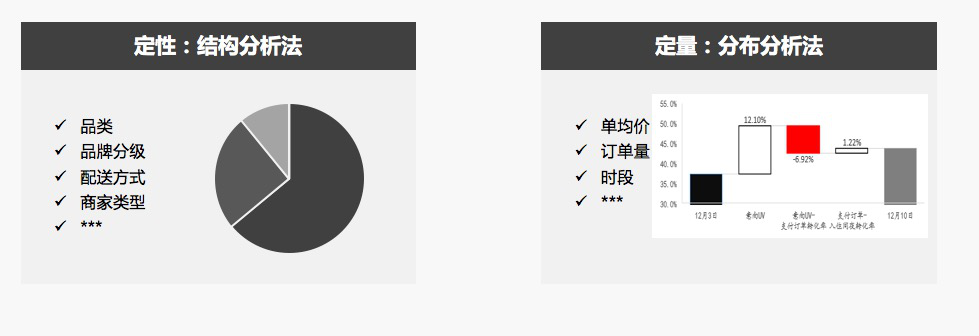 定性：结构分析法
✓ 品类
✓ 品牌分级
✓ 配送方式
✓ 商家类型
✓ ***
定量：分布分析法
✓ 单均价
✓ 订单量
✓ 时段
✓ ***
55.0%
50.0%
45.0%
40.0%
35.0%
30.0%
12.10%
-6.92%
1.22%
12月3日
意向UV
意向UV-
支付订单转化率
支付订单-
入住间夜转化率
12月10日